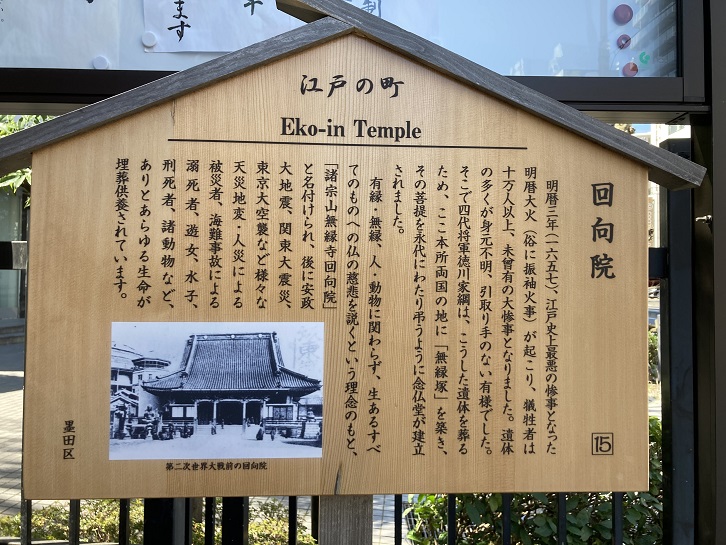 ます
江戸の町
Eko-in Temple
回向院
15
明暦三年(一六五七)、江戸史上最悪の惨事となった
明暦大火(俗に振袖火事)が起こり、犠牲者は
十万人以上、未曾有の大惨事となりました。遺体
の多くが身元不明、引取り手のない有様でした。
そこで四代将軍徳川家綱は、こうした遺体を葬る
ため、ここ本所両国の地に「無縁塚」を築き、
その菩提を永代にわたり弔うように念仏堂が建立
されました。
有縁・無縁、人・動物に関わらず、生あるすべ
てのものへの仏の慈悲を説くという理念のもと、
「諸宗山無縁寺回向院」
と名付けられ、後に安政
大地震、関東大震災、
東京大空襲など様々な
天災地変・人災による
被災者、海難事故による
溺死者、遊女、水子、
刑死者、諸動物など、
ありとあらゆる生命が
埋葬供養されています。
第二次世界大戦前の回向院
墨田区